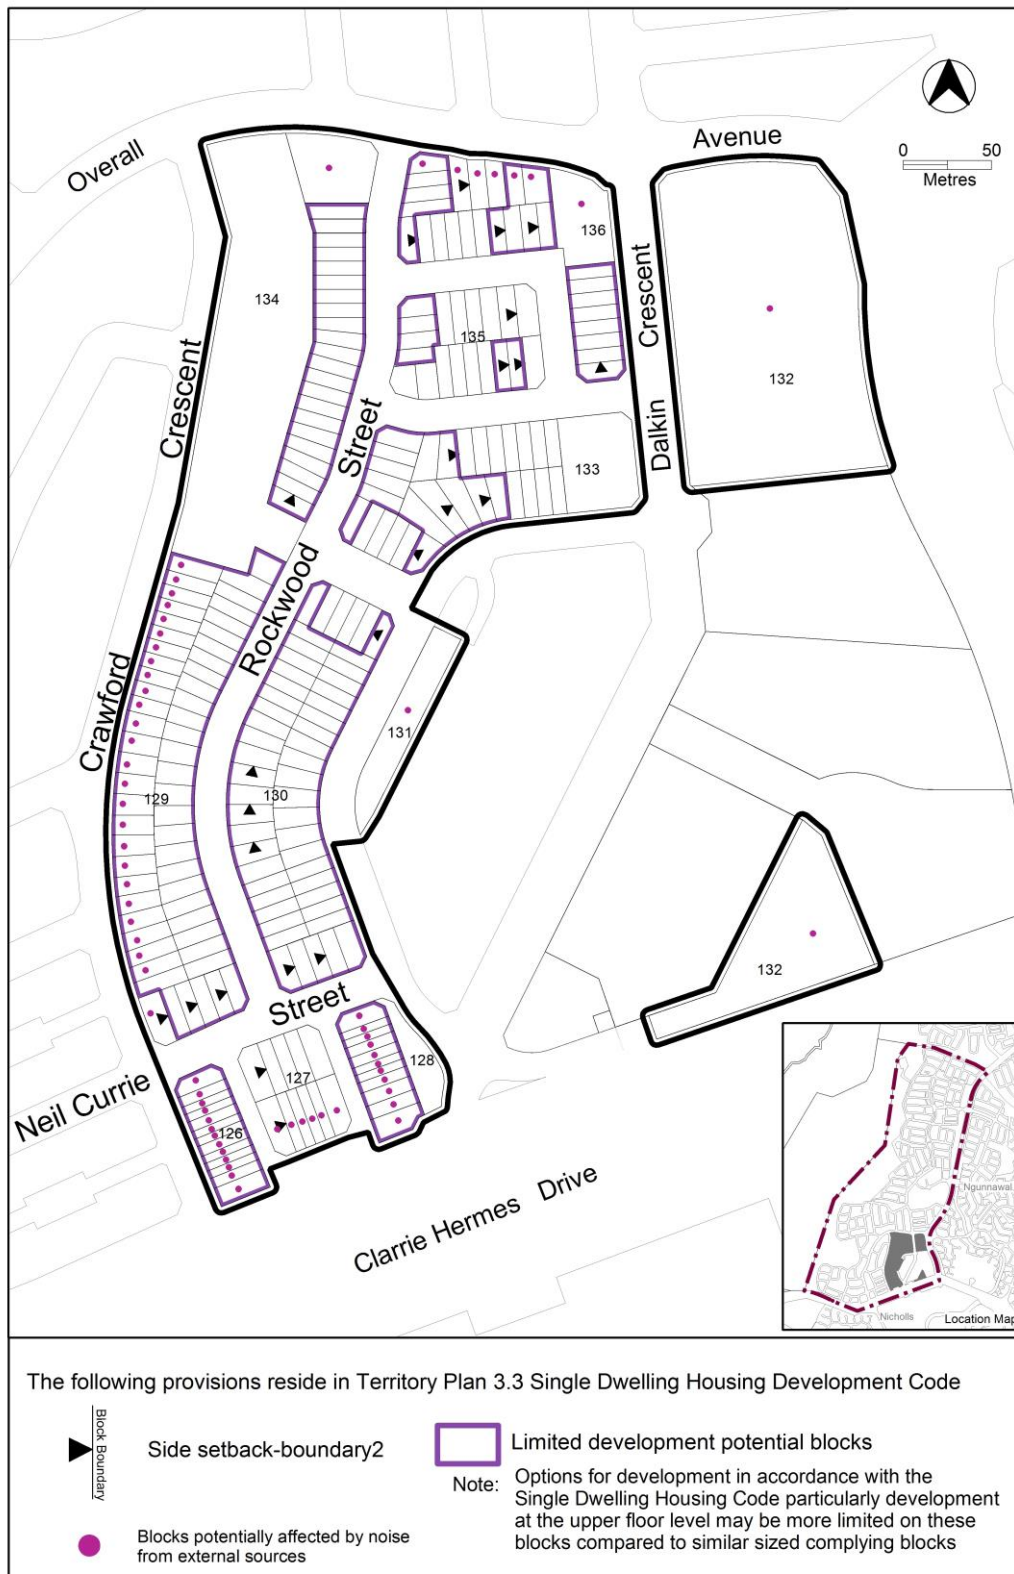 Overall
Avenue
0 50
Metres
136
134
Crescent
Crescent
135
132
Dalkin
Street
133
Rockwood
Crawford
131
129
130
132
Street
128
127
Neil Currie
126
Clarrie Hermes Drive
Ngunnawal
Nicholls
Location Map
The following provisions reside in Territory Plan 3.3 Single Dwelling Housing Development Code
Block Boundary
Side setback-boundary2
Limited development potential blocks
Note: Options for development in accordance with the
Single Dwelling Housing Code particularly development
at the upper floor level may be more limited on these
blocks compared to similar sized complying blocks
Blocks potentially affected by noise
from external sources